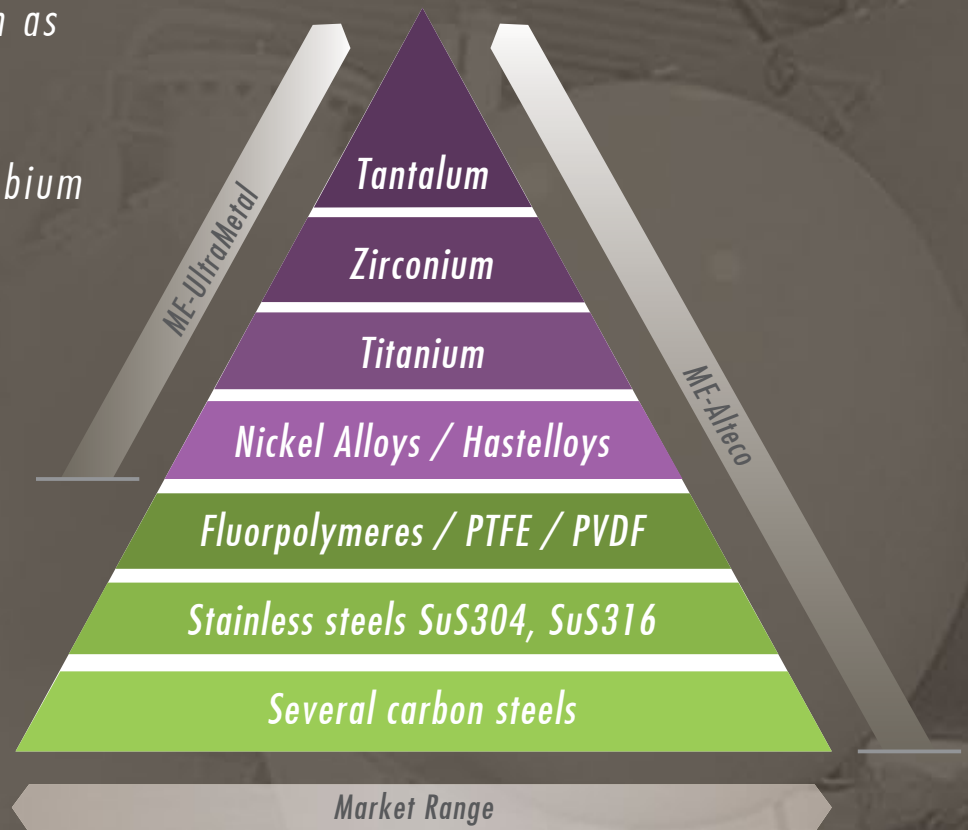 as
bium
Tantalum
ME-UltraMetal
Zirconium
Titanium
ME-Alteco
Nickel Alloys / Hastelloys
Fluorpolymeres / PTFE / PVDF
Stainless steels SuS304, SuS316
Several carbon steels
Market Range